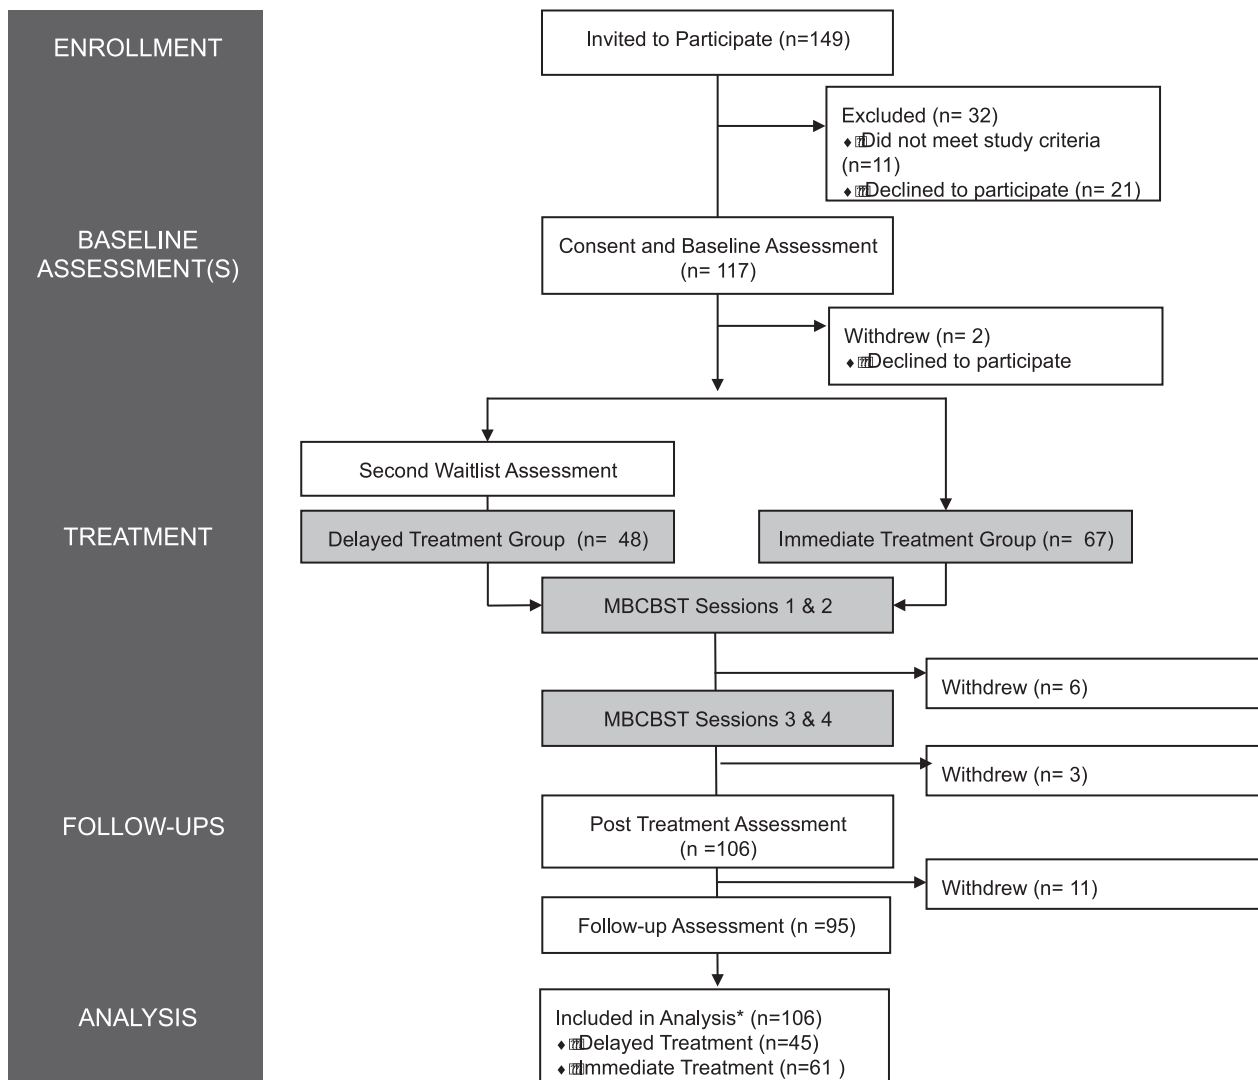 ENROLLMENT
Invited to Participate (n=149)
Excluded (n= 32)
♦ Did not meet study criteria
(n=11)
♦ Declined to participate (n= 21)
BASELINE
ASSESSMENT(S)
Consent and Baseline Assessment
(n= 117)
Withdrew (n= 2)
♦ Declined to participate
Second Waitlist Assessment
TREATMENT
Delayed Treatment Group (n= 48)
Immediate Treatment Group (n= 67)
MBCBST Sessions 1 & 2
Withdrew (n= 6)
MBCBST Sessions 3 & 4
Withdrew (n= 3)
FOLLOW-UPS
Post Treatment Assessment
(n =106)
Withdrew (n= 11)
Follow-up Assessment (n =95)
ANALYSIS
Included in Analysis* (n=106)
♦ Delayed Treatment (n=45)
♦ Immediate Treatment (n=61 )